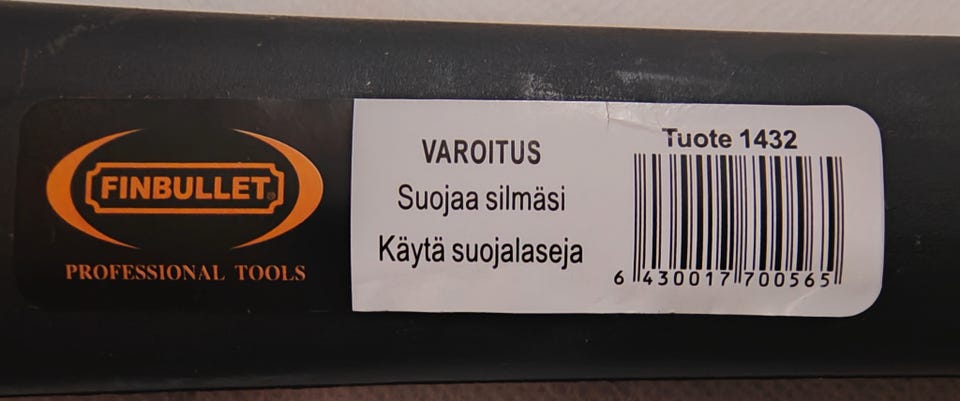 FINBULLET®
PROFESSIONAL TOOLS
VAROITUS
Suojaa silmäsi
Käytä suojalaseja
Tuote 1432
6 430017 700565